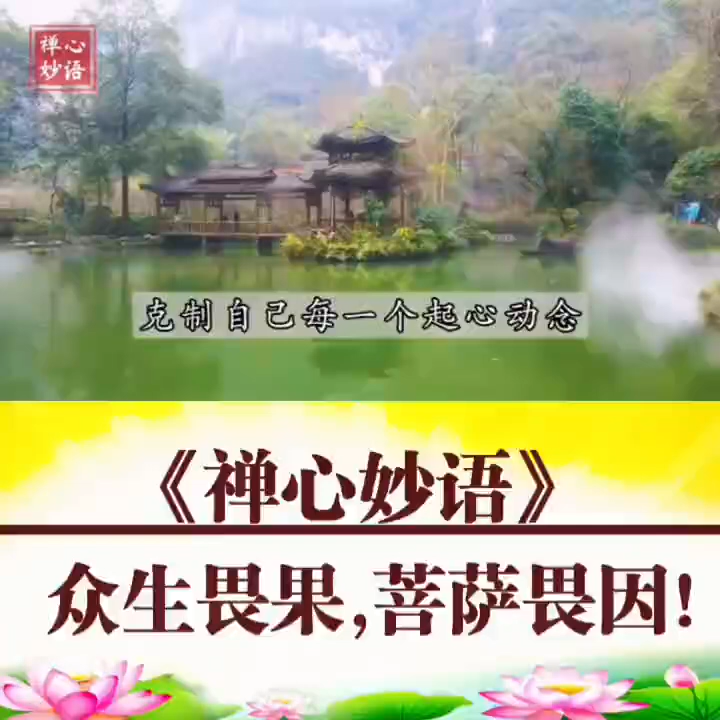 禅心
妙语
克制自己每一个起心动念
《禅心妙语》
众生畏果,菩萨畏因!